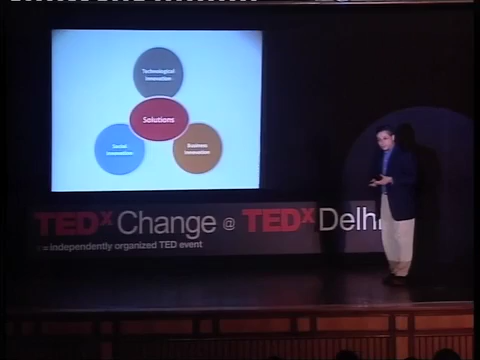 Technological
Innovation
Solutions
Social
Innovation
Business
Innovation
TEDxChange @ TEDxDelhi
x = independently organized TED event